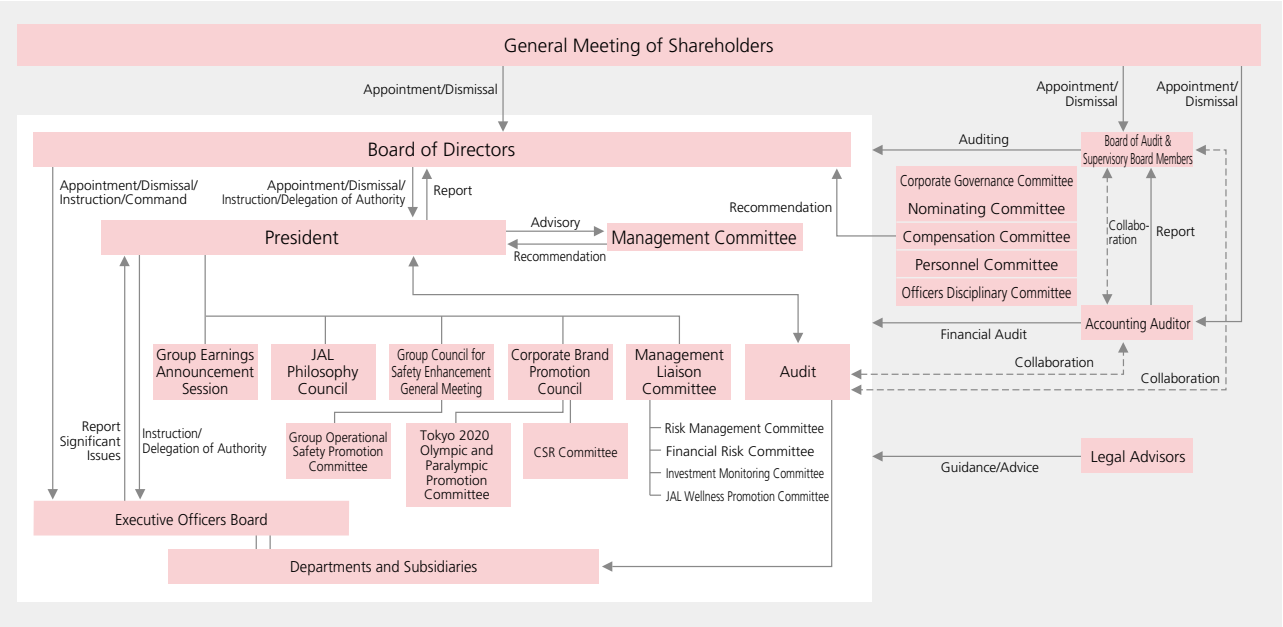 General Meeting of Shareholders
Appointment/Dismissal
Appointment/
Dismissal
Appointment/
Dismissal
Board of Directors
Auditing
Board of Audit &
Supervisory Board Members
Appointment/Dismissal/
Instruction/Command
Appointment/Dismissal/
Instruction/Delegation of Authority
Report
Recommendation
Corporate Governance Committee
Nominating Committee
Compensation Committee
Personnel Committee
Officers Disciplinary Committee
Collabo-
ration
Report
President
Advisory
Recommendation
Management Committee
Financial Audit
Accounting Auditor
Collaboration
Collaboration
Group Earnings
Announcement
Session
JAL
Philosophy
Council
Group Council for
Safety Enhancement
General Meeting
Corporate Brand
Promotion
Council
Management
Liaison
Committee
Audit
Report
Significant
Issues
Instruction/
Delegation of Authority
Group Operational
Safety Promotion
Committee
Tokyo 2020
Olympic and
Paralympic
Promotion
Committee
CSR Committee
Risk Management Committee
Financial Risk Committee
Investment Monitoring Committee
JAL Wellness Promotion Committee
Guidance/Advice
Legal Advisors
Executive Officers Board
Departments and Subsidiaries